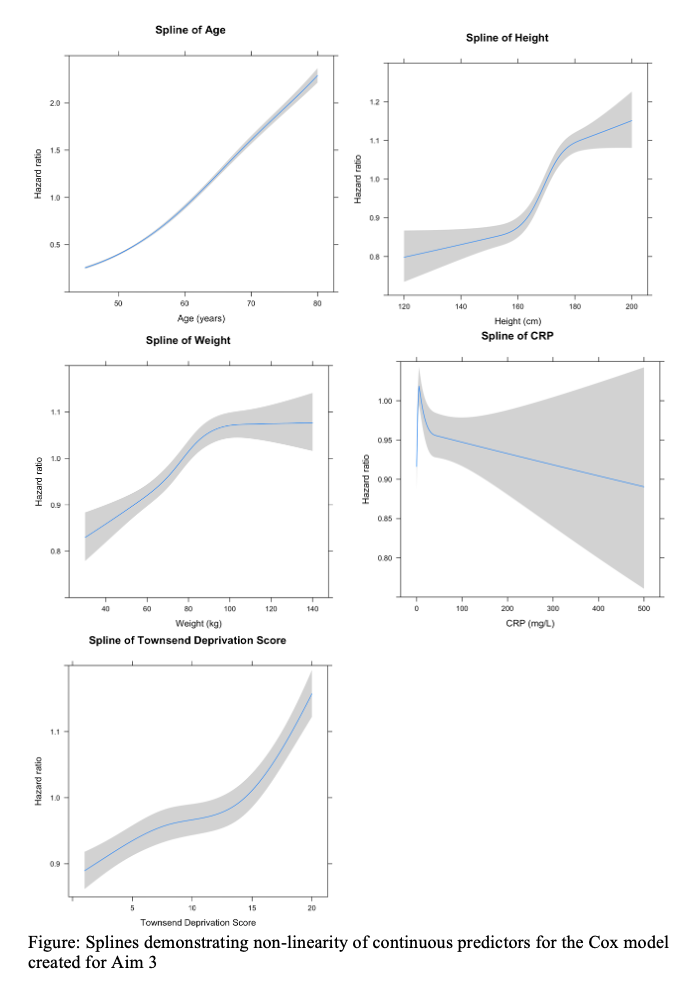 Spline of Age
Hazard ratio
2.0
1.5
1.0
0.5
50
60
70
80
Age (years)
Spline of Height
Hazard ratio
1.2
1.1
1.0
0.9
0.8
120
140
160
180
200
Height (cm)
Spline of Weight
Hazard ratio
1.1
1.0
0.9
0.8
40
60
80
100
120
140
Weight (kg)
Spline of CRP
Hazard ratio
1.00
0.95
0.90
0.85
0.80
0
100
200
300
400
500
CRP (mg/L)
Spline of Townsend Deprivation Score
Hazard ratio
1.1
1.0
0.9
5
10
15
20
Townsend Deprivation Score
Figure: Splines demonstrating non-linearity of continuous predictors for the Cox model
created for Aim 3